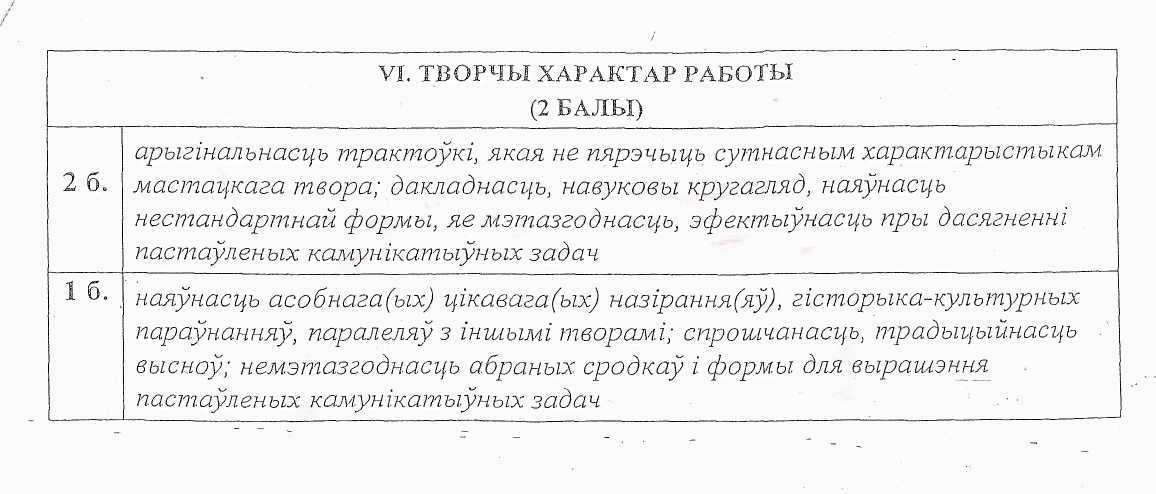 VI. ТВОРЧЫ ХАРАКТАР РАБОТЫ
(2 БАЛЫ)
2 б.
арыгінальнасць трактоўкі, якая не пярэчыць сутнасным характарыстыкам
мастацкага твора; дакладнасць, навуковы кругагляд, наяўнасць
нестандартнай формы, яе мэтазгоднасць, эфектыўнасць пры дасягненні
пастаўленых камунікатыўных задач
1 б.
наяўнасць асобнага(ых) цікавага(ых) назірання(яў), гісторыка-культурных
параўнанняў, паралеляў з іншымі творамі; спрошчанасць, традыцыйнасць
высноў; немэтазгоднасць абраных сродкаў і формы для вырашэння
пастаўленых камунікатыўных задач